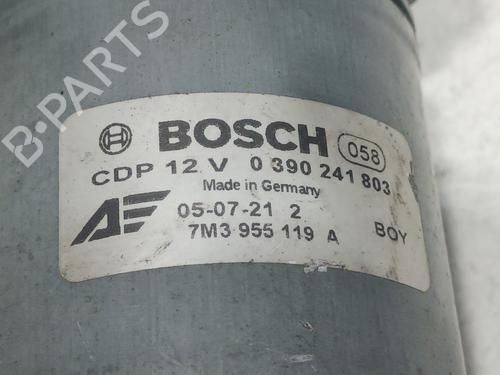 B-PARTS
BOSCH 058
CDP 12 V 0 390 241 803
Made in Germany
AE 05-07-21 2
7M3 955 119 A BOY